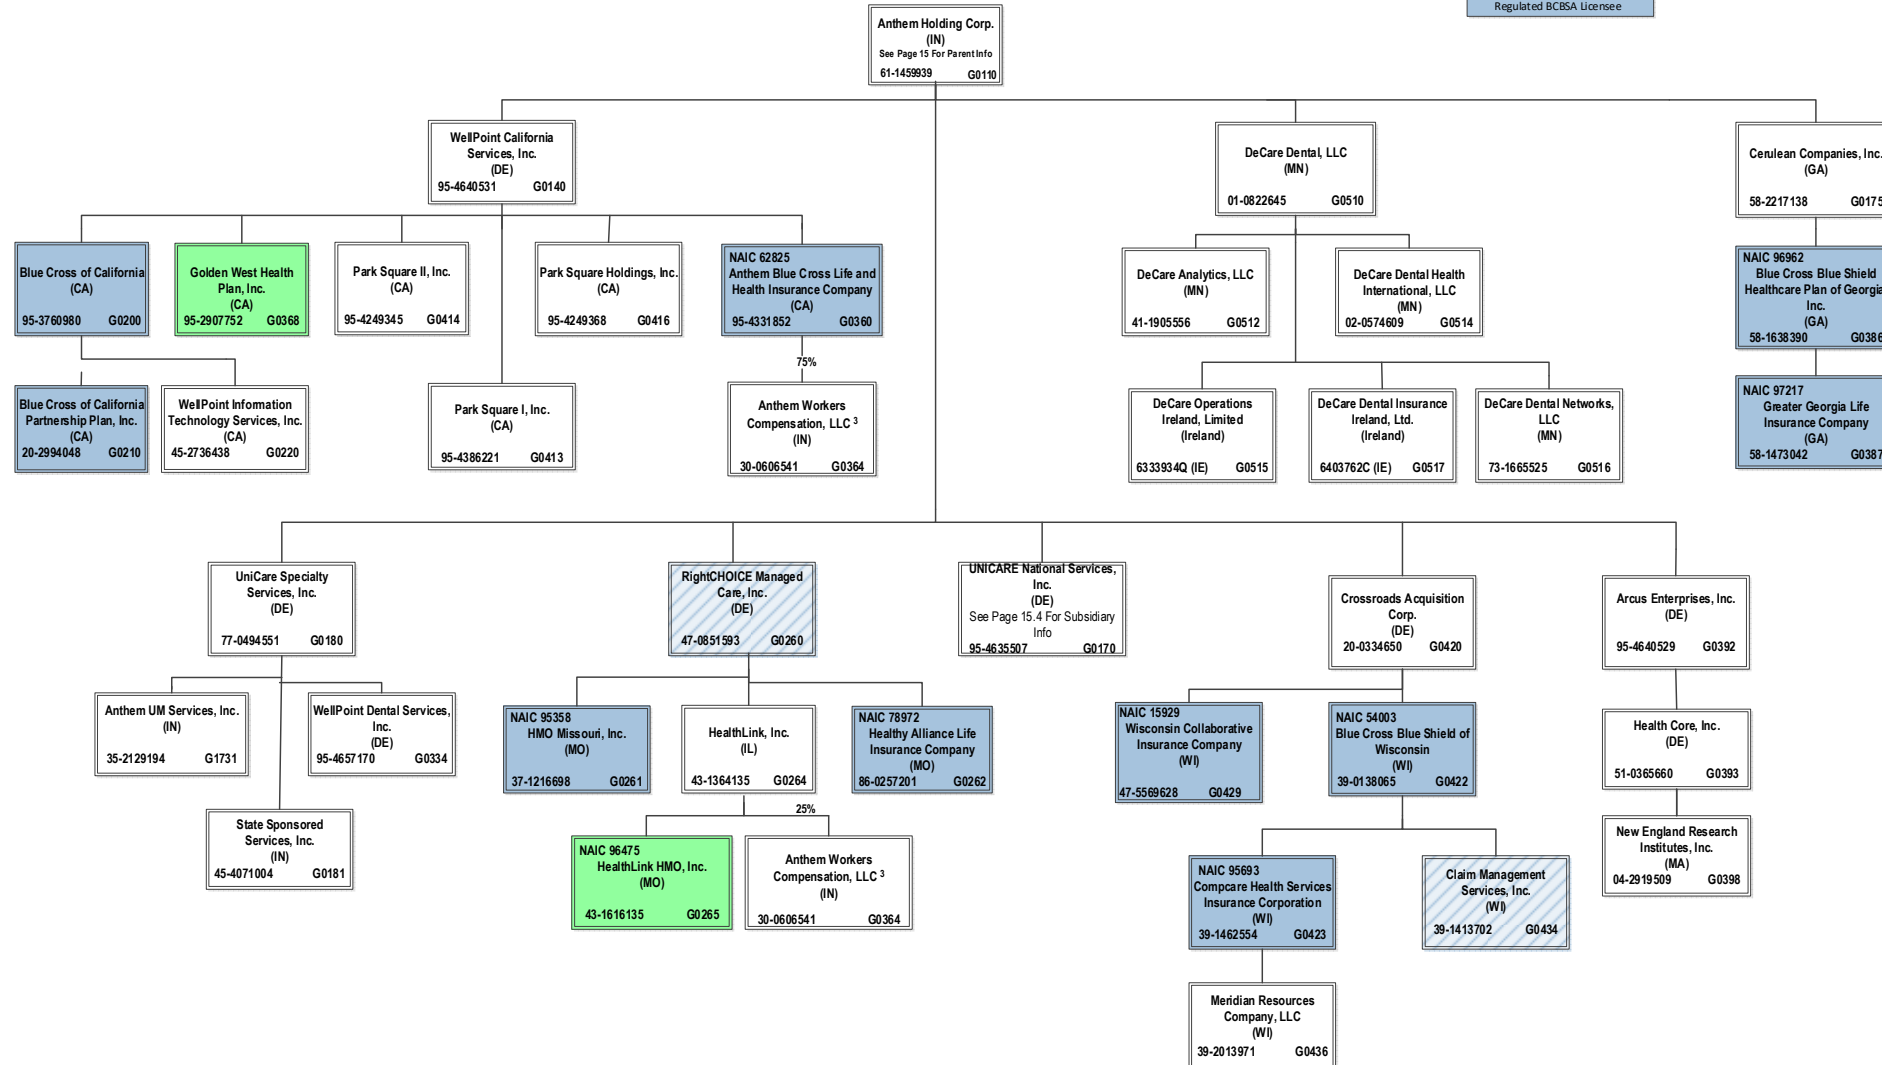 Regulated BCBSA Licensee
Anthem Holding Corp.
(IN)
See Page 15 For Parent Info
61-1459939 G0110
WellPoint California
Services, Inc.
(DE)
95-4640531 G0140
DeCare Dental, LLC
(MN)
01-0822645 G0510
Cerulean Companies, Inc.
(GA)
58-2217138 G0175
Blue Cross of California
(CA)
95-3760980 G0200
Golden West Health
Plan, Inc.
(CA)
95-2907752 G0368
Park Square II, Inc.
(CA)
95-4249345 G0414
Park Square Holdings, Inc.
(CA)
95-4249368 G0416
NAIC 62825
Anthem Blue Cross Life and
Health Insurance Company
(CA)
95-4331852 G0360
DeCare Analytics, LLC
(MN)
41-1905556 G0512
DeCare Dental Health
International, LLC
(MN)
02-0574609 G0514
NAIC 96962
Blue Cross Blue Shield
Healthcare Plan of Georgia
Inc.
(GA)
58-1638390 G0386
75%
Blue Cross of California
Partnership Plan, Inc.
(CA)
20-2994048 G0210
WellPoint Information
Technology Services, Inc.
(CA)
45-2736438 G0220
Park Square I, Inc.
(CA)
95-4386221 G0413
Anthem Workers
Compensation, LLC 3
(IN)
30-0606541 G0364
DeCare Operations
Ireland, Limited
(Ireland)
6333934Q (IE) G0515
DeCare Dental Insurance
Ireland, Ltd.
(Ireland)
6403762C (IE) G0517
DeCare Dental Networks,
LLC
(MN)
73-1665525 G0516
NAIC 97217
Greater Georgia Life
Insurance Company
(GA)
58-1473042 G0387
UniCare Specialty
Services, Inc.
(DE)
77-0494551 G0180
RightCHOICE Managed
Care, Inc.
(DE)
47-0851593 G0260
UNICARE National Services,
Inc.
(DE)
See Page 15.4 For Subsidiary
Info
95-4635507 G0170
Crossroads Acquisition
Corp.
(DE)
20-0334650 G0420
Arcus Enterprises, Inc.
(DE)
95-4640529 G0392
Anthem UM Services, Inc.
(IN)
35-2129194 G1731
WellPoint Dental Services,
Inc.
(DE)
95-4657170 G0334
NAIC 95358
HMO Missouri, Inc.
(MO)
37-1216698 G0261
HealthLink, Inc.
(IL)
43-1364135 G0264
NAIC 78972
Healthy Alliance Life
Insurance Company
(MO)
86-0257201 G0262
NAIC 15929
Wisconsin Collaborative
Insurance Company
(WI)
47-5569628 G0429
NAIC 54003
Blue Cross Blue Shield of
Wisconsin
(WI)
39-0138065 G0422
Health Core, Inc.
(DE)
51-0365660 G0393
25%
State Sponsored
Services, Inc.
(IN)
45-4071004 G0181
NAIC 96475
HealthLink HMO, Inc.
(MO)
43-1616135 G0265
Anthem Workers
Compensation, LLC 3
(IN)
30-0606541 G0364
NAIC 95693
Compcare Health Services
Insurance Corporation
(WI)
39-1462554 G0423
Claim Management
Services, Inc.
(WI)
39-1413702 G0434
New England Research
Institutes, Inc.
(MA)
04-2919509 G0398
Meridian Resources
Company, LLC
(WI)
39-2013971 G0436